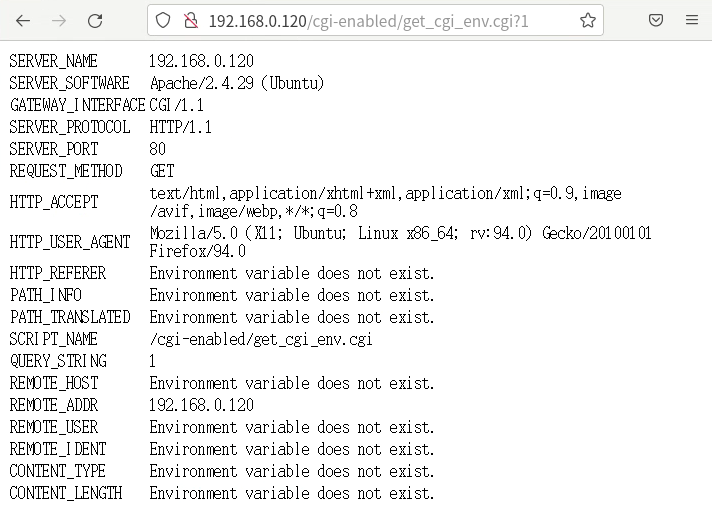 192.168.0.120/cgi-enabled/get_cgi_env.cgi?1
SERVER_NAME 192.168.0.120
SERVER_SOFTWARE Apache/2.4.29 (Ubuntu)
GATEWAY_INTERFACE CGI/1.1
SERVER_PROTOCOL HTTP/1.1
SERVER_PORT 80
REQUEST_METHOD GET
HTTP_ACCEPT text/html,application/xhtml+xml,application/xml;q=0.9,image
/avif,image/webp,*/*;q=0.8
HTTP_USER_AGENT Mozilla/5.0 (X11; Ubuntu; Linux x86_64; rv:94.0) Gecko/20100101
Firefox/94.0
HTTP_REFERER Environment variable does not exist.
PATH_INFO Environment variable does not exist.
PATH_TRANSLATED Environment variable does not exist.
SCRIPT_NAME /cgi-enabled/get_cgi_env.cgi
QUERY_STRING 1
REMOTE_HOST Environment variable does not exist.
REMOTE_ADDR 192.168.0.120
REMOTE_USER Environment variable does not exist.
REMOTE_IDENT Environment variable does not exist.
CONTENT_TYPE Environment variable does not exist.
CONTENT_LENGTH Environment variable does not exist.